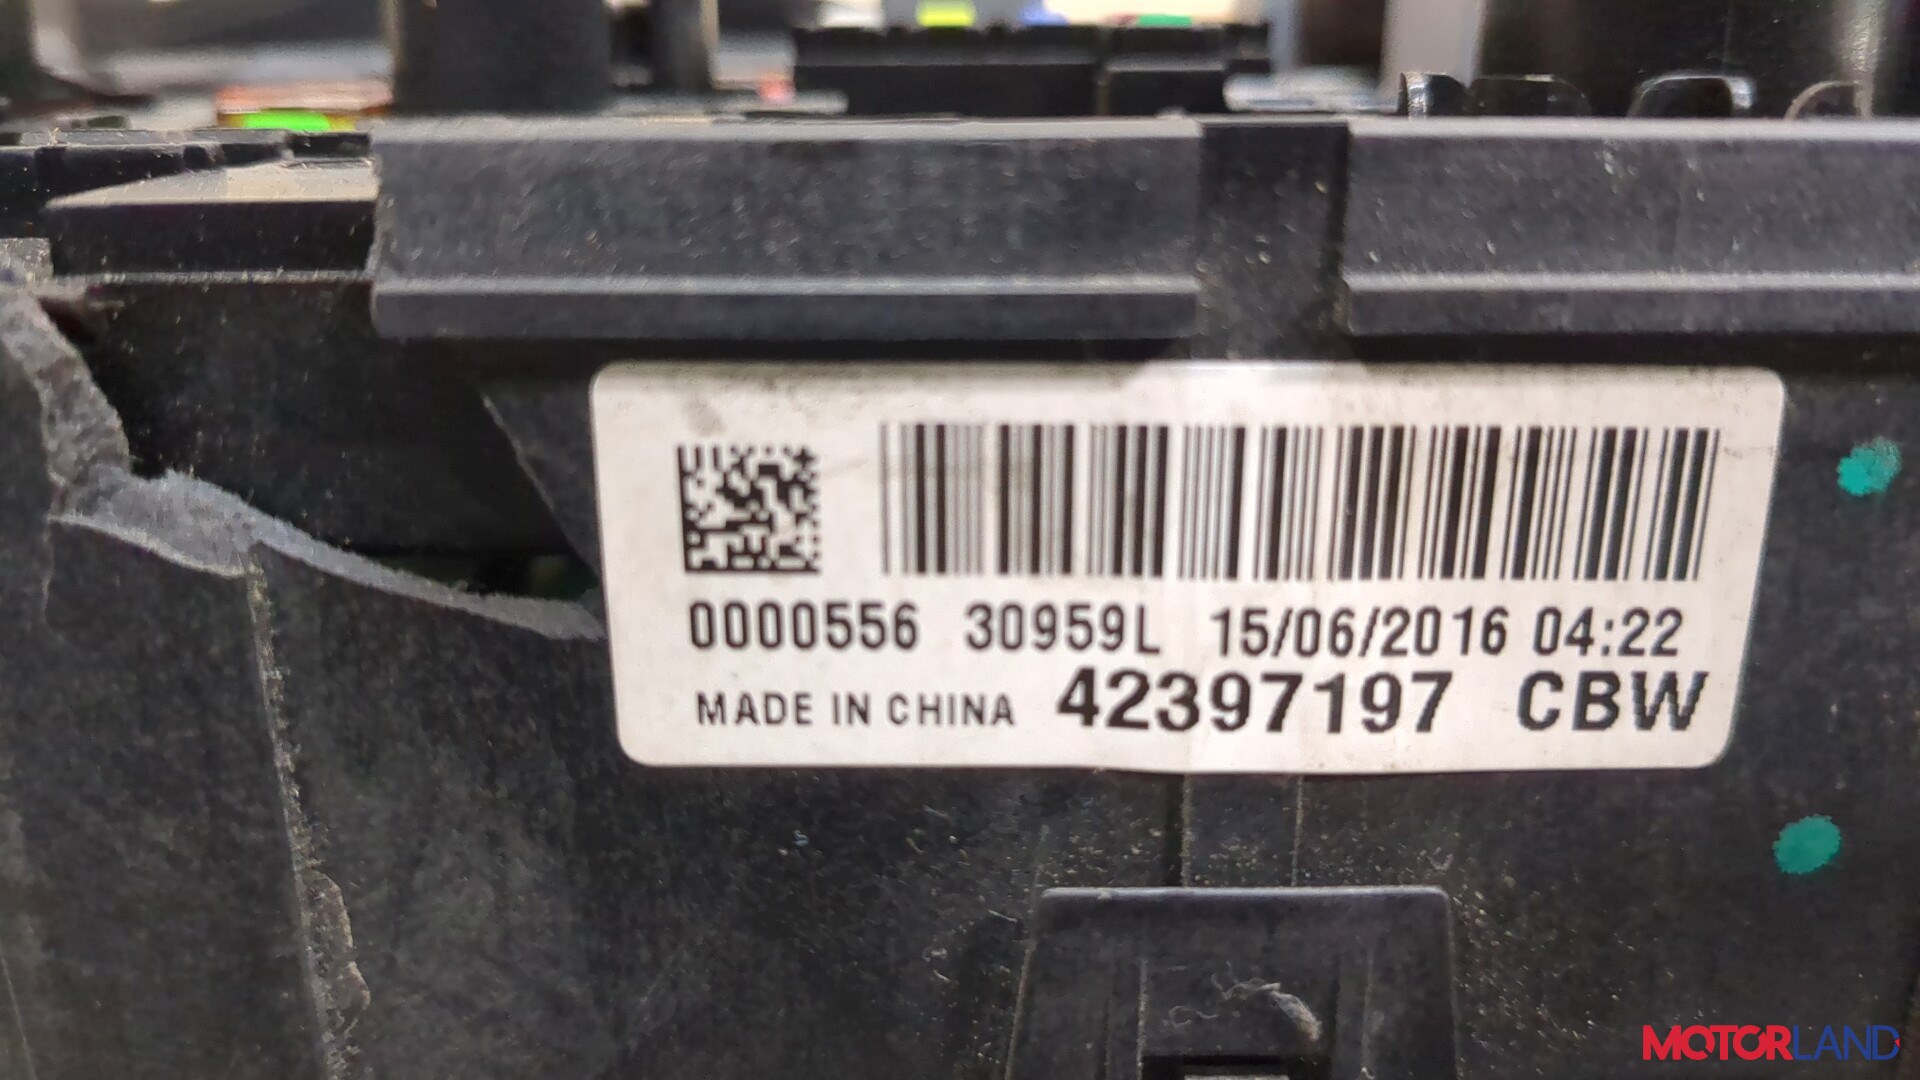 0000556 30959L 15/06/2016 04:22
MADE IN CHINA 42397197 CBW
MOTORLAND